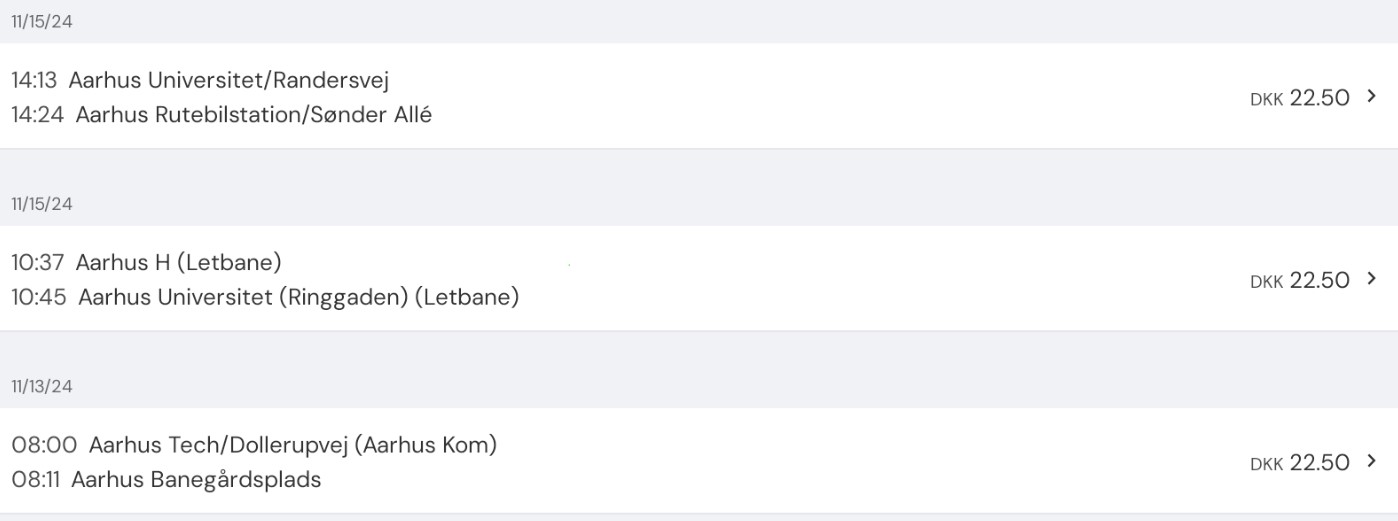 11/15/24
14:13 Aarhus Universitet/Randersvej
14:24 Aarhus Rutebilstation/Sønder Allé
DKK 22.50
11/15/24
10:37 Aarhus H (Letbane)
10:45 Aarhus Universitet (Ringgaden) (Letbane)
DKK 22.50
11/13/24
08:00 Aarhus Tech/Dollerupvej (Aarhus Kom)
08:11 Aarhus Banegårdsplads
DKK 22.50